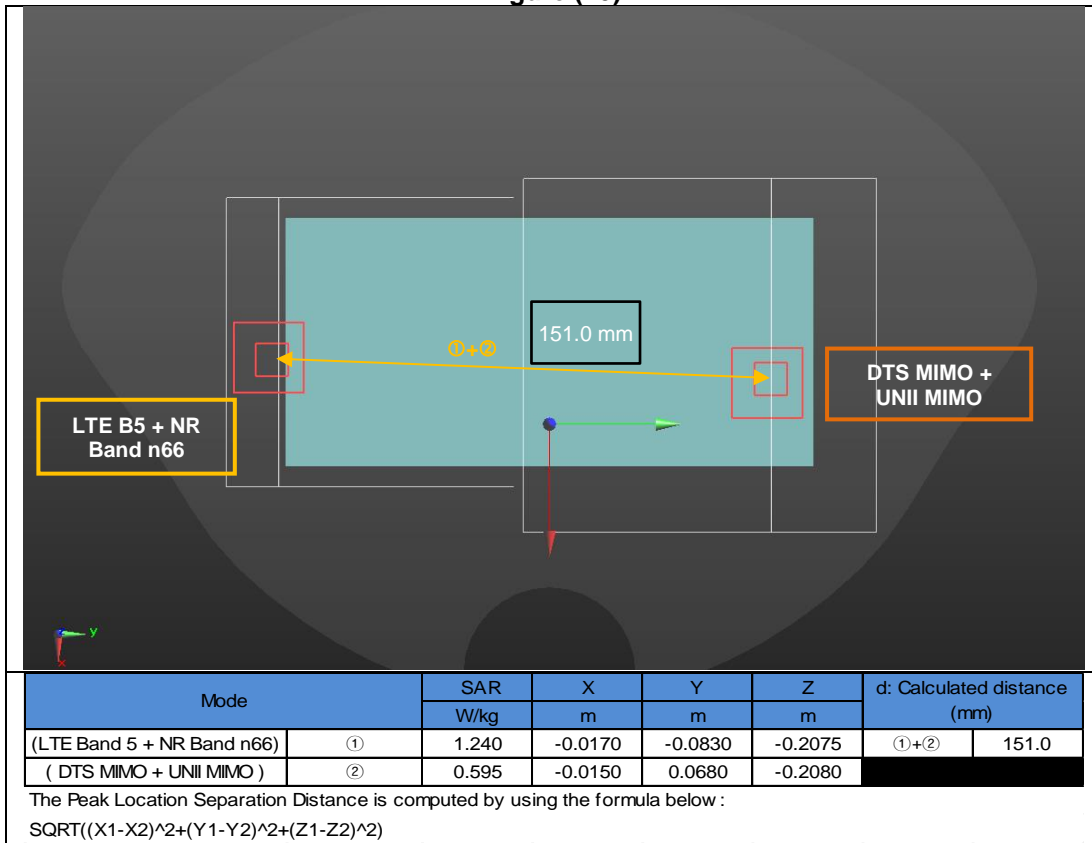 ①+②
151.0 mm
DTS MIMO +
UNII MIMO
LTE B5 + NR
Band n66
y
x
Mode SAR X Y Z d: Calculated distance
W/kg m m m (mm)
(LTE Band 5 + NR Band n66) ① 1.240 -0.0170 -0.0830 -0.2075 ①+② 151.0
( DTS MIMO + UNII MIMO ) ② 0.595 -0.0150 0.0680 -0.2080
The Peak Location Separation Distance is computed by using the formula below :
SQRT((X1-X2)^2+(Y1-Y2)^2+(Z1-Z2)^2)